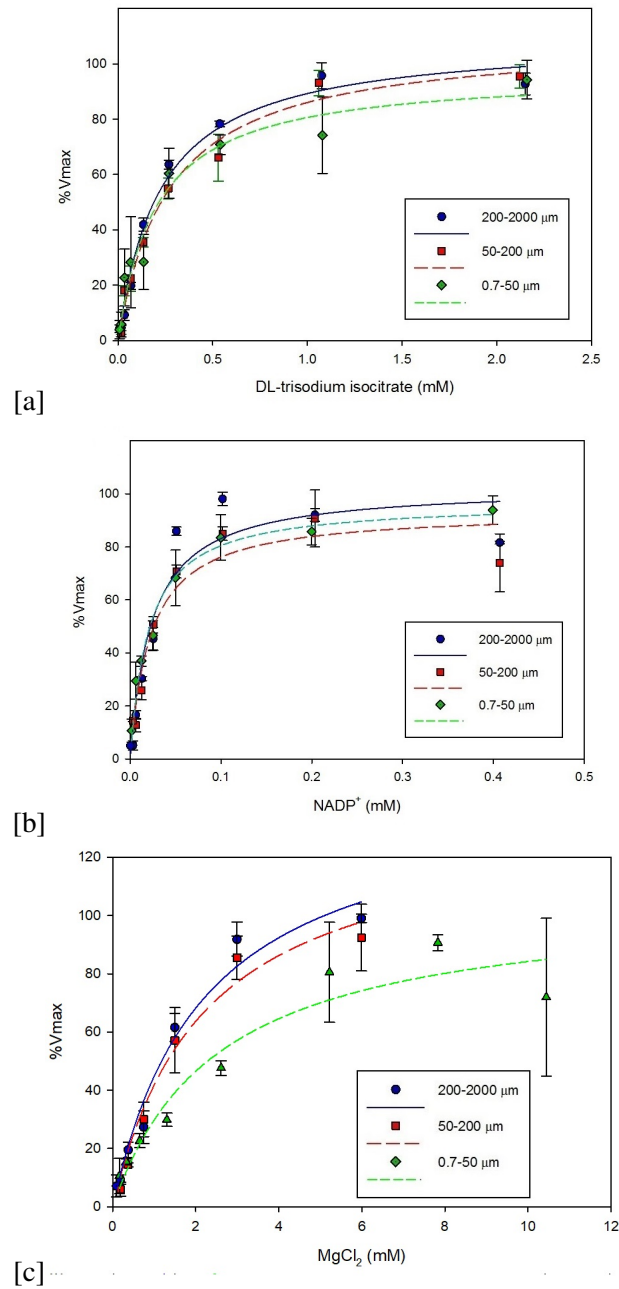 100
80
60
40
20
0
%Vmax
200-2000 µm
50-200 µm
0.7-50 µm
0.0 0.5 1.0 1.5 2.0 2.5
DL-trisodium isocitrate (mM)
[a]
100
80
60
40
20
0
%Vmax
200-2000 µm
50-200 µm
0.7-50 µm
0.0 0.1 0.2 0.3 0.4 0.5
NADP⁺ (mM)
[b]
120
100
80
60
40
20
0
%Vmax
200-2000 µm
50-200 µm
0.7-50 µm
0 2 4 6 8 10 12
MgCl₂ (mM)
[c]